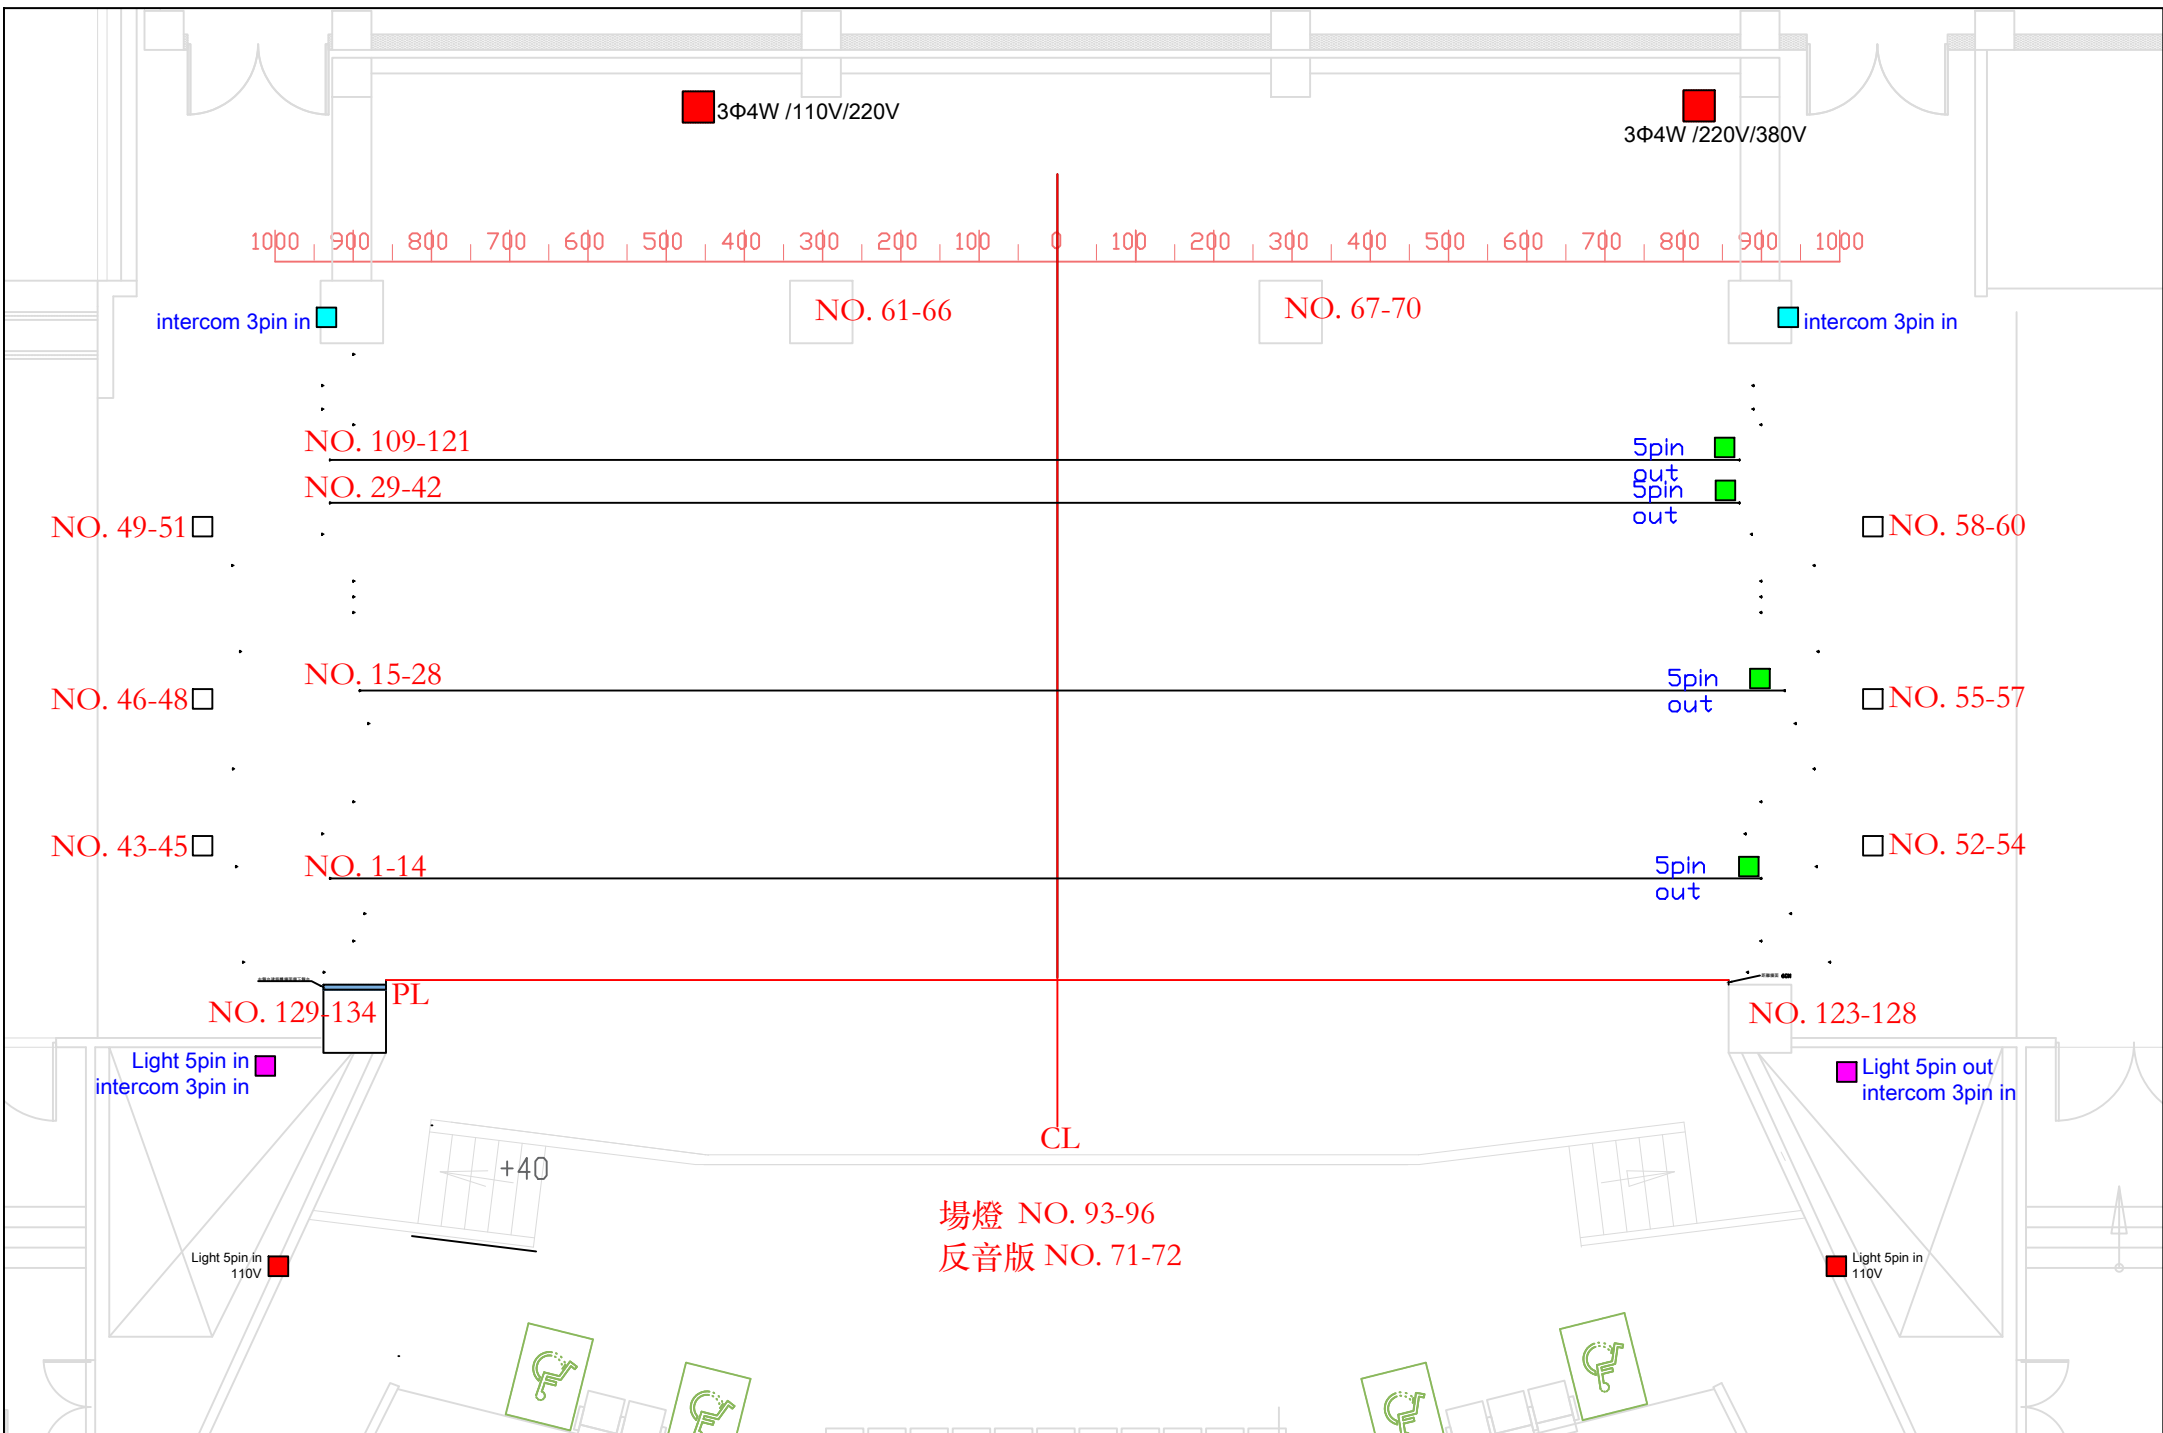 3Φ4W /110V/220V
3Φ4W /220V/380V
1000 900 800 700 600 500 400 300 200 100 0 100 200 300 400 500 600 700 800 900 1000
NO. 61-66
NO. 67-70
intercom 3pin in
intercom 3pin in
NO. 109-121
5pin
out
NO. 29-42
5pin
out
NO. 49-51
NO. 58-60
NO. 15-28
5pin
out
NO. 46-48
NO. 55-57
NO. 43-45
NO. 52-54
NO. 1-14
5pin
out
PL
NO. 129-134
NO. 123-128
Light 5pin in
intercom 3pin in
Light 5pin out
intercom 3pin in
CL
+40
場燈 NO. 93-96
反音版 NO. 71-72
Light 5pin in
110V
Light 5pin in
110V